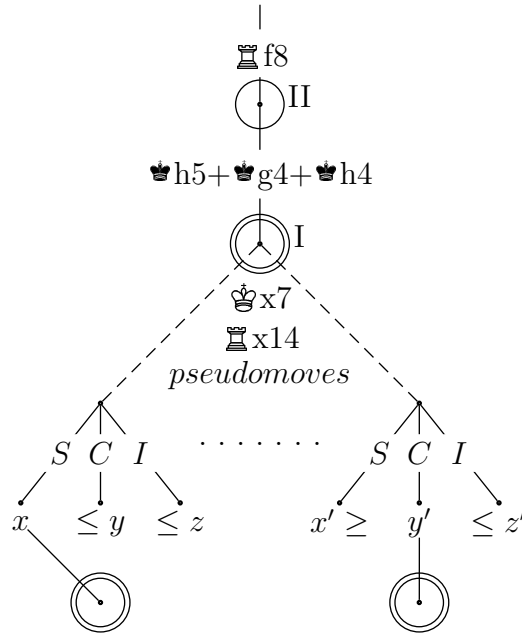 ♖f8
II
♚h5+♚g4+♚h4
I
♔x7
♖x14
pseudomoves
S C I . . . . . . . S C I
x ≤ y ≤ z x′ ≥ y′ ≤ z′